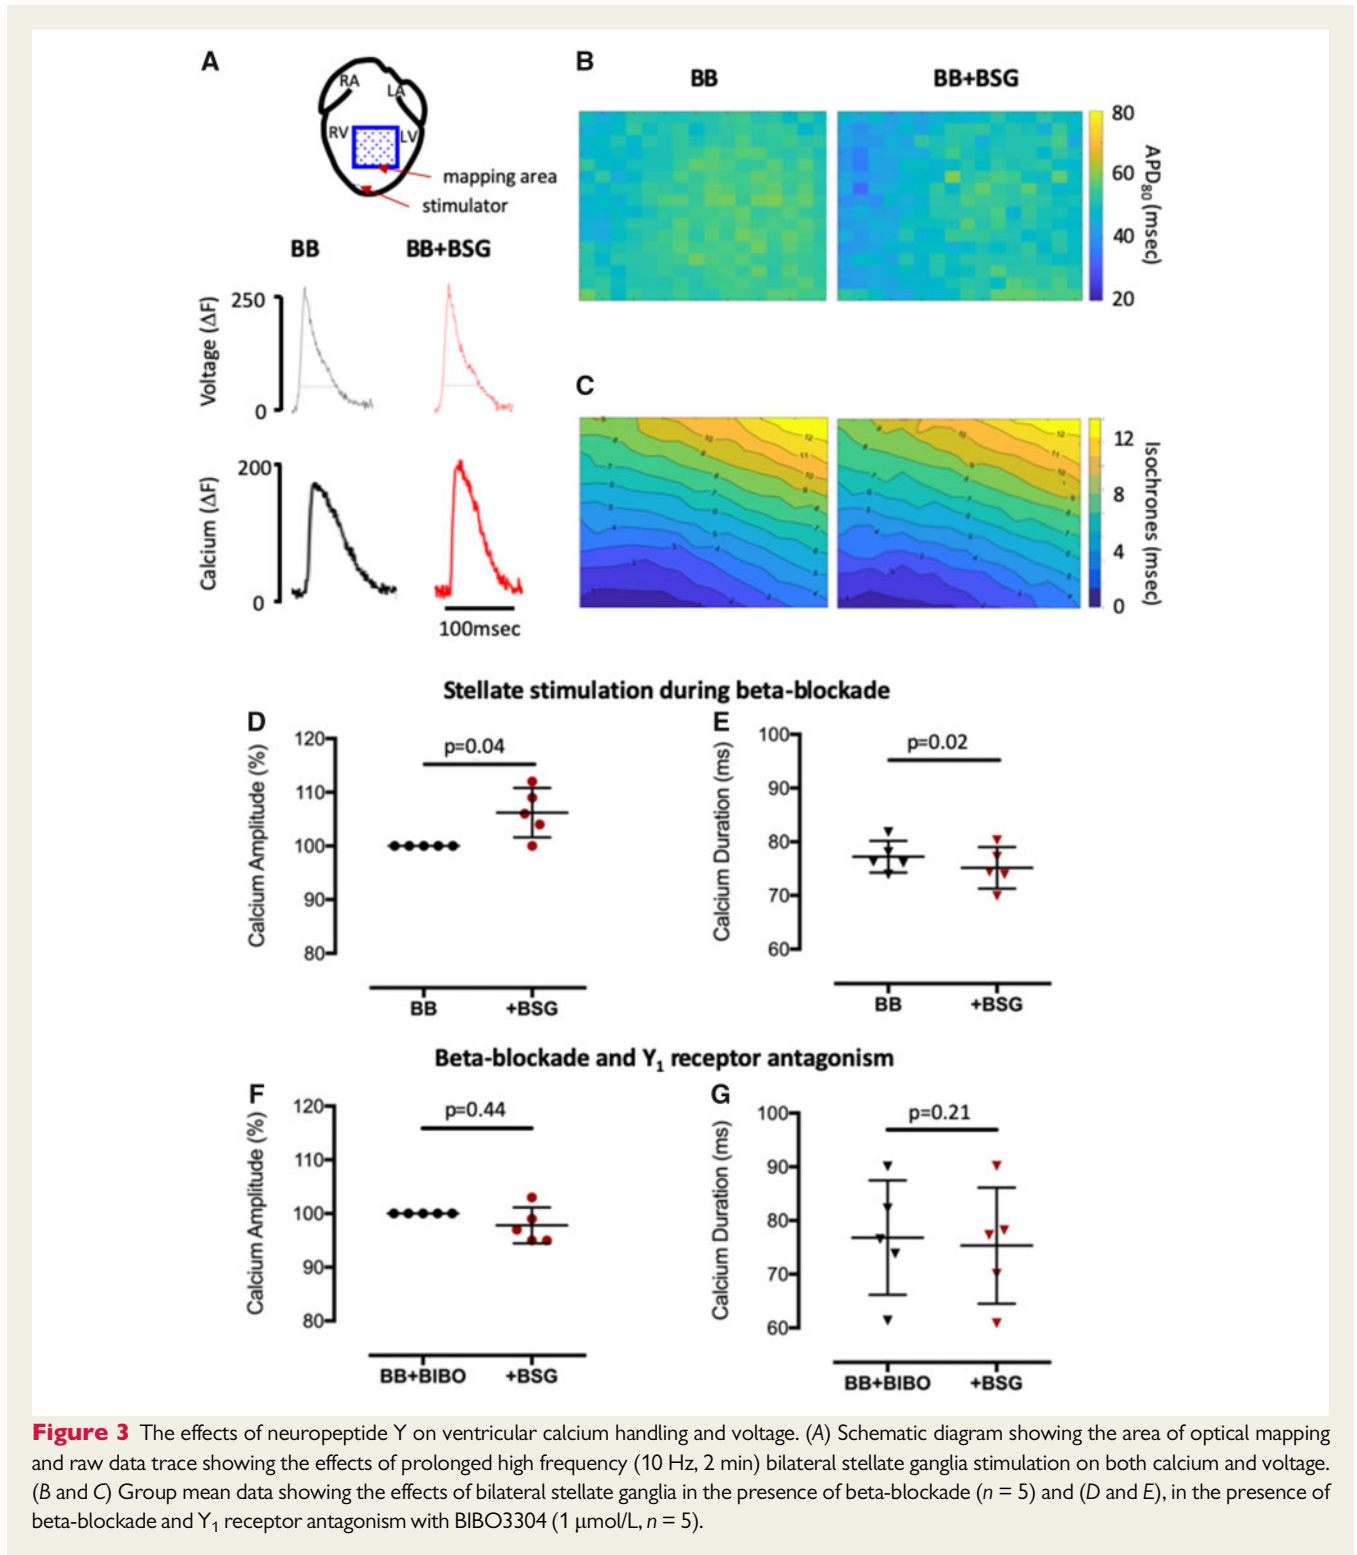 A
RA
LA
RV
LV
mapping area
stimulator
BB
BB+BSG
Voltage (ΔF)
250
0
Calcium (ΔF)
200
0
100msec
B
BB
BB+BSG
80
60
40
20
APD80 (msec)
C
12
8
4
0
Isochrones (msec)
Stellate stimulation during beta-blockade
D
Calcium Amplitude (%)
120
110
100
90
80
p=0.04
BB
+BSG
E
Calcium Duration (ms)
100
90
80
70
60
p=0.02
BB
+BSG
Beta-blockade and Y1 receptor antagonism
F
Calcium Amplitude (%)
120
110
100
90
80
p=0.44
BB+BIBO
+BSG
G
Calcium Duration (ms)
100
90
80
70
60
p=0.21
BB+BIBO
+BSG
Figure 3 The effects of neuropeptide Y on ventricular calcium handling and voltage. (A) Schematic diagram showing the area of optical mapping
and raw data trace showing the effects of prolonged high frequency (10 Hz, 2 min) bilateral stellate ganglia stimulation on both calcium and voltage.
(B and C) Group mean data showing the effects of bilateral stellate ganglia in the presence of beta-blockade (n = 5) and (D and E), in the presence of
beta-blockade and Y1 receptor antagonism with BIBO3304 (1 μmol/L, n = 5).